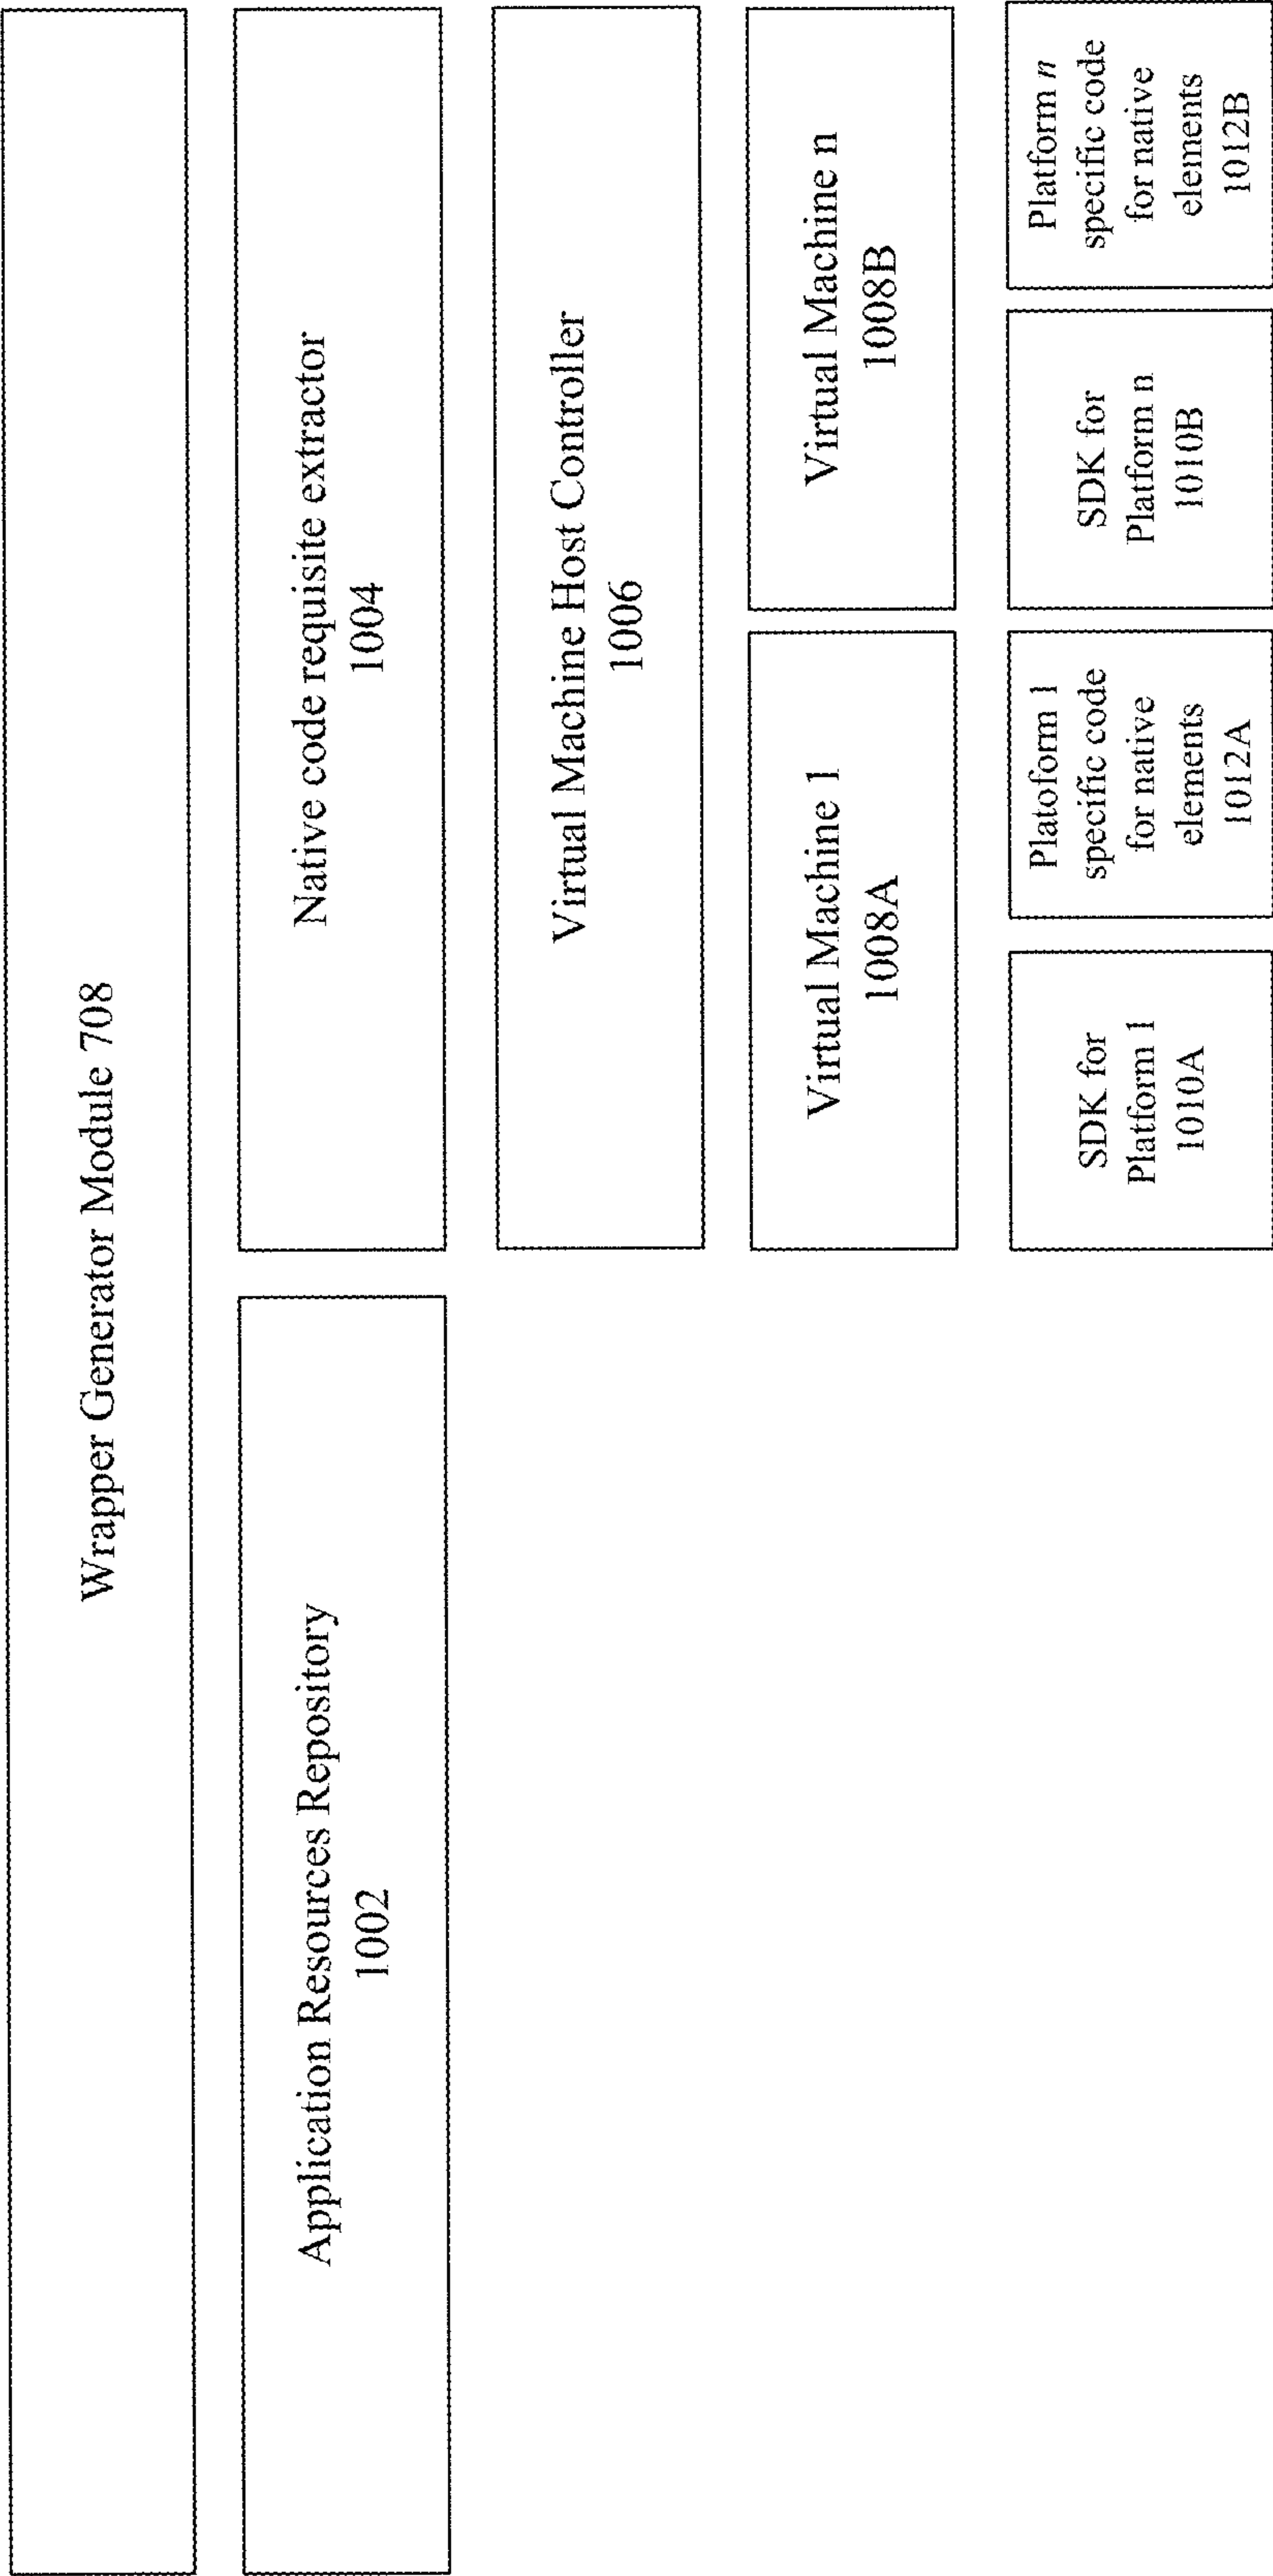 Wrapper Generator Module 708
Application Resources Repository
1002
Native code requisite extractor
1004
Virtual Machine Host Controller
1006
Virtual Machine 1
1008A
Virtual Machine n
1008B
SDK for
Platform 1
1010A
Platoform 1
specific code
for native
elements
1012A
SDK for
Platform n
1010B
Platform n
specific code
for native
elements
1012B